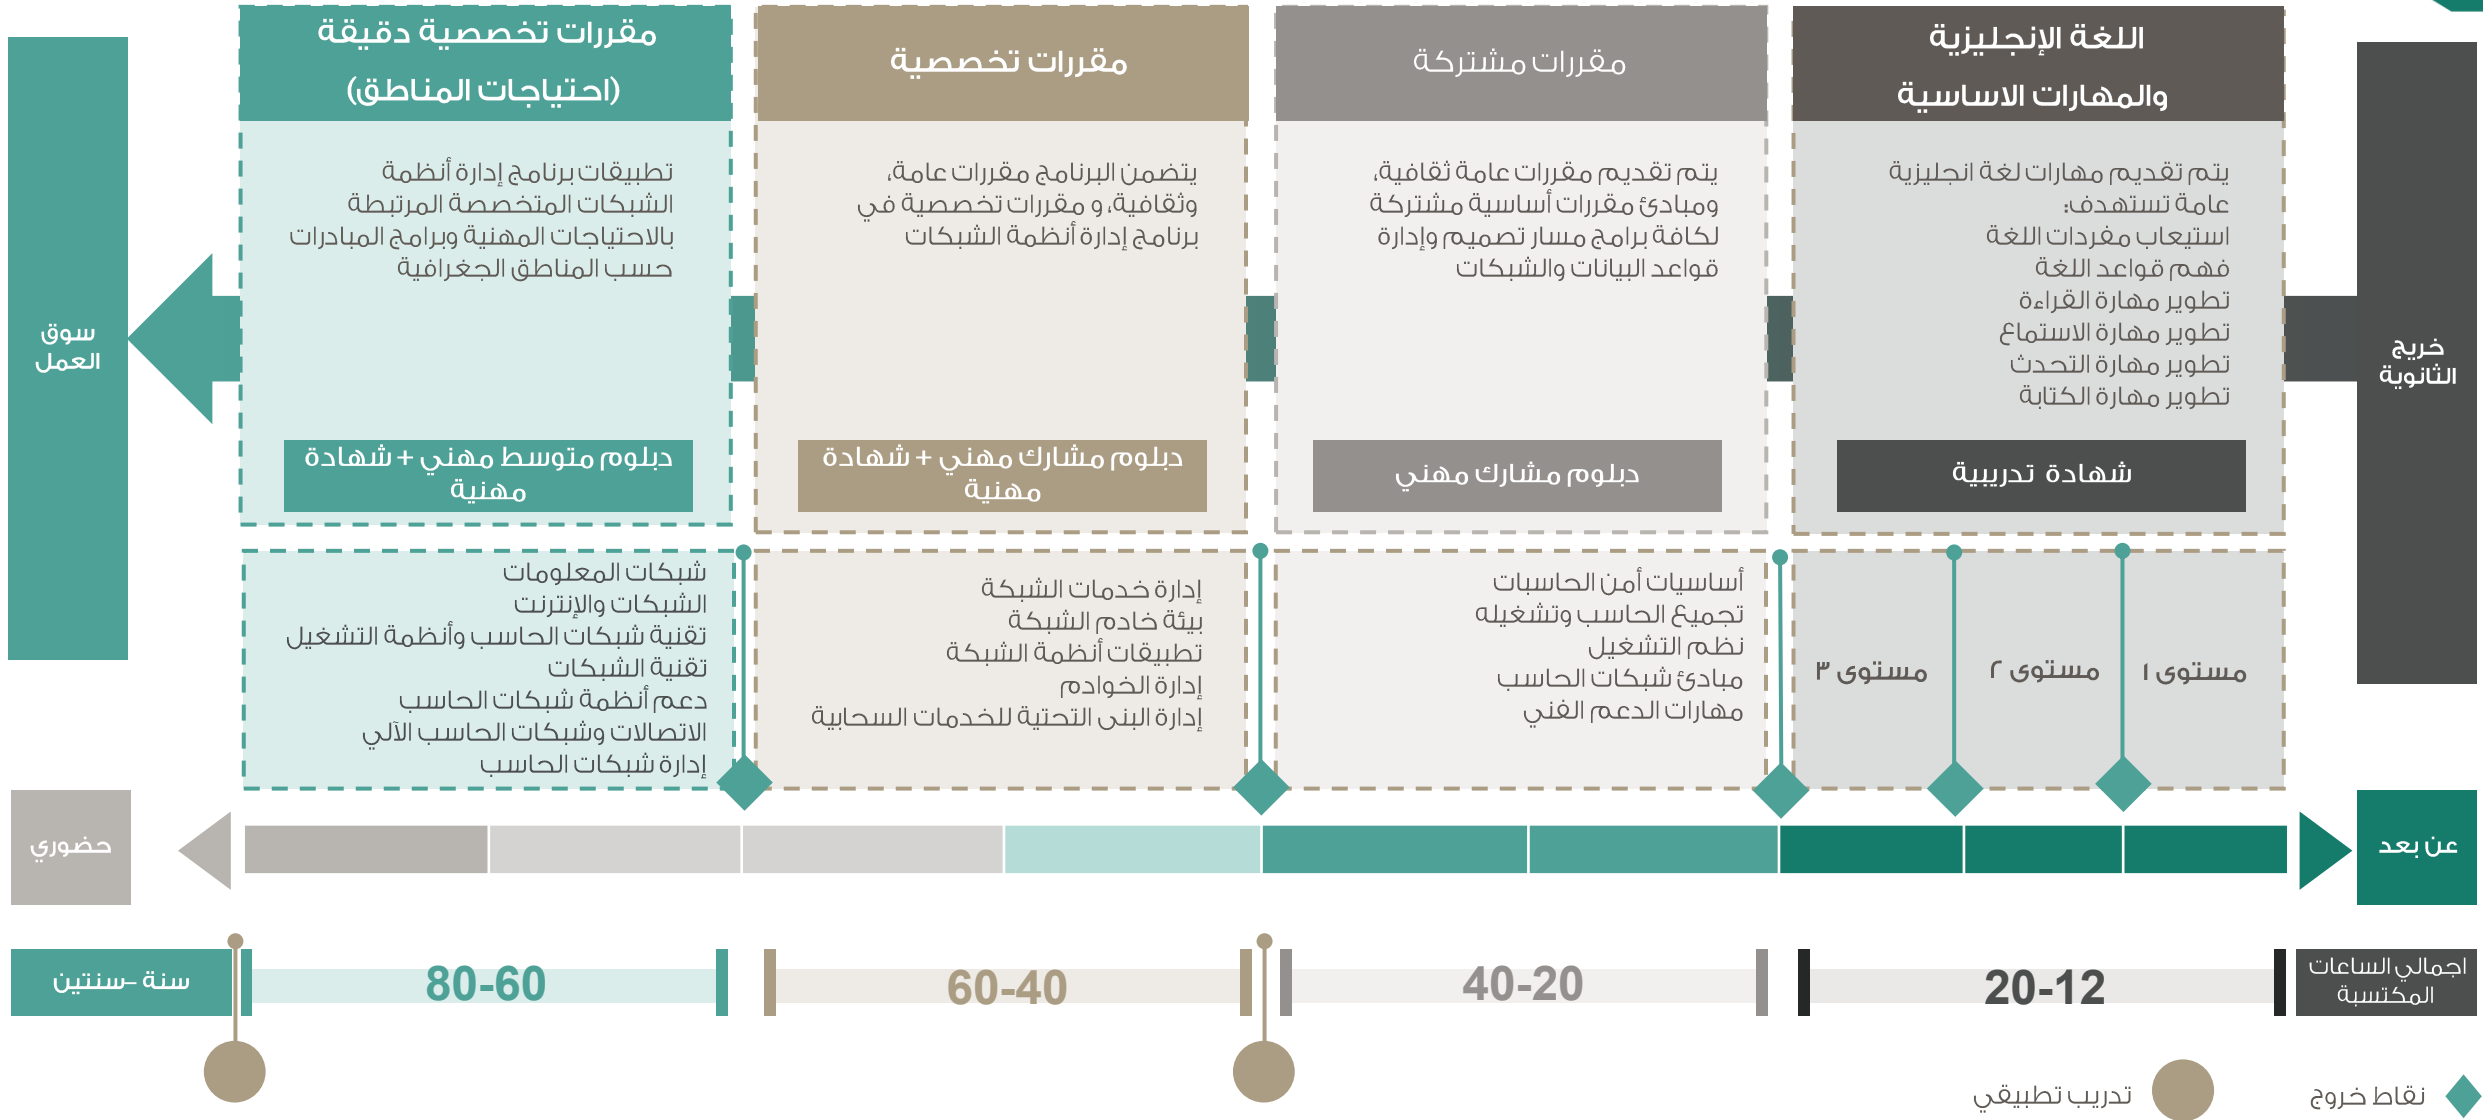 خريج
الثانوية
اللغة الإنجليزية
والمهارات الاساسية
يتم تقديم مهارات لغة انجليزية
عامة تستهدف:
استيعاب مفردات اللغة
فهم قواعد اللغة
تطوير مهارة القراءة
تطوير مهارة الاستماع
تطوير مهارة التحدث
تطوير مهارة الكتابة
شهادة تدريبية
مقررات مشتركة
يتم تقديم مقررات عامة ثقافية،
ومبادئ مقررات أساسية مشتركة
لكافة برامج مسار تصميم وإدارة
قواعد البيانات والشبكات
دبلوم مشارك مهني
مقررات تخصصية
يتضمن البرنامج مقررات عامة،
وثقافية، و مقررات تخصصية في
برنامج إدارة أنظمة الشبكات
دبلوم مشارك مهني + شهادة
مهنية
مقررات تخصصية دقيقة
(احتياجات المناطق)
تطبيقات برنامج إدارة أنظمة
الشبكات المتخصصة المرتبطة
بالاحتياجات المهنية وبرامج المبادرات
حسب المناطق الجغرافية
دبلوم متوسط مهني + شهادة
مهنية
سوق
العمل
مستوى ١
مستوى ٢
مستوى ٣
أساسيات أمن الحاسبات
تجميع الحاسب وتشغيله
نظم التشغيل
مبادئ شبكات الحاسب
مهارات الدعم الفني
إدارة خدمات الشبكة
بيئة خادم الشبكة
تطبيقات أنظمة الشبكة
إدارة الخوادم
إدارة البنى التحتية للخدمات السحابية
شبكات المعلومات
الشبكات والإنترنت
تقنية شبكات الحاسب وأنظمة التشغيل
تقنية الشبكات
دعم أنظمة شبكات الحاسب
الاتصالات وشبكات الحاسب الآلي
إدارة شبكات الحاسب
عن بعد
حضوري
اجمالي الساعات
المكتسبة
20-12
40-20
60-40
80-60
سنة –سنتين
نقاط خروج
تدريب تطبيقي